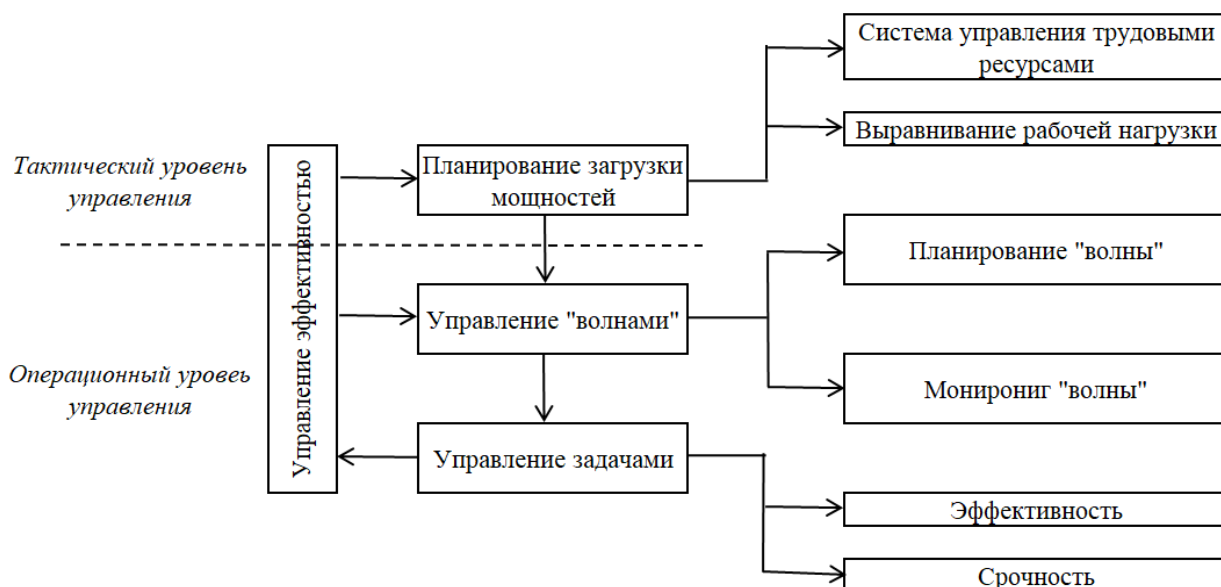 Система управления трудовыми
ресурсами
Выравнивание рабочей нагрузки
Тактический уровень
управления
Управление эффективностью
Планирование загрузки
мощностей
Планирование "волны"
Управление "волнами"
Операционный уровеь
управления
Монирониг "волны"
Управление задачами
Эффективность
Срочность